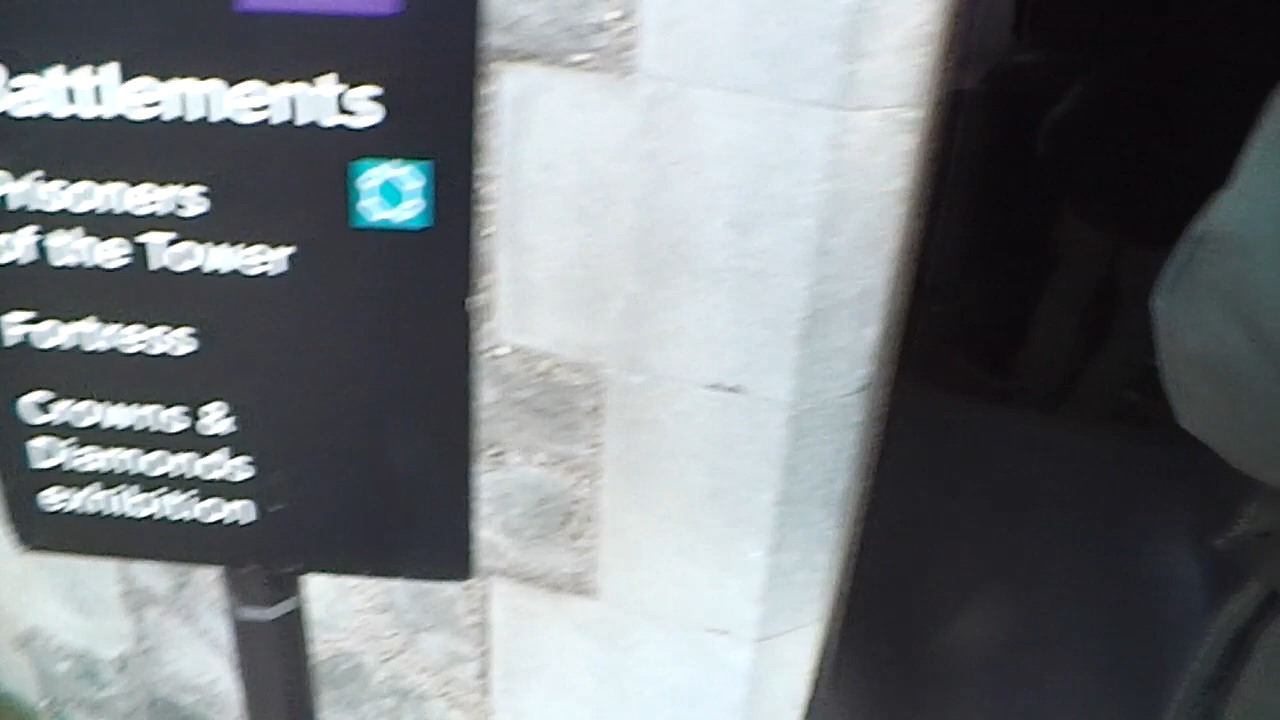 Battlements
Prisoners
of the Tower
Fortress
Crowns &
Diamonds
exhibition